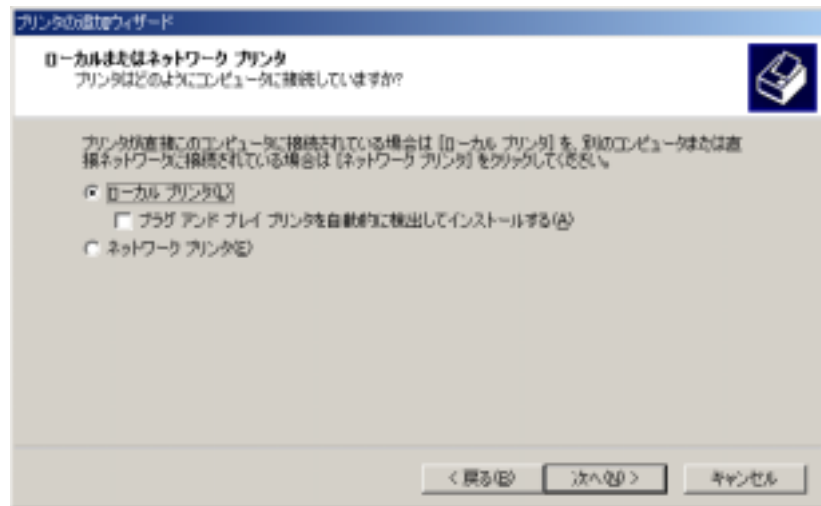 プリンタの追加ウィザード
ローカルまたはネットワーク プリンタ
プリンタはどのようにコンピュータに接続していますか?
プリンタが直接このコンピュータに接続されている場合は [ローカル プリンタ] を、別のコンピュータまたは直
接ネットワークに接続されている場合は [ネットワーク プリンタ] をクリックしてください。
ローカル プリンタ(L)
プラグ アンド プレイ プリンタを自動的に検出してインストールする(A)
ネットワーク プリンタ(E)
< 戻る(B)
次へ(N) >
キャンセル